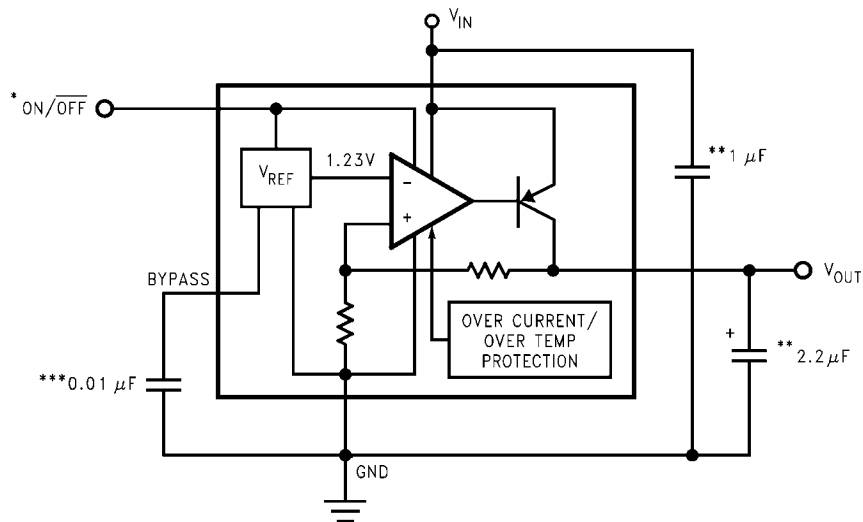 V_IN
*ON/O̅F̅F̅
1.23V
V_REF
−
+
**1 μF
BYPASS
V_OUT
OVER CURRENT/
OVER TEMP
PROTECTION
+
**2.2μF
***0.01 μF
GND